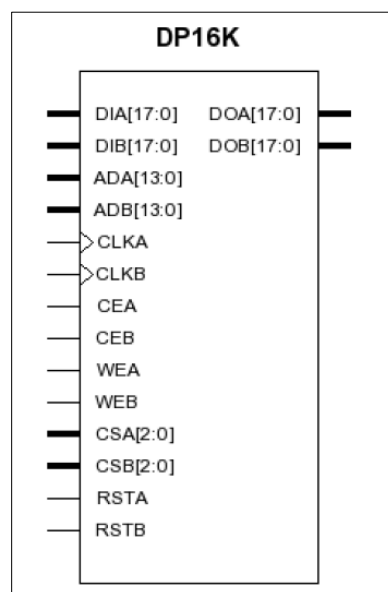 DP16K
DIA[17:0] DOA[17:0]
DIB[17:0] DOB[17:0]
ADA[13:0]
ADB[13:0]
CLKA
CLKB
CEA
CEB
WEA
WEB
CSA[2:0]
CSB[2:0]
RSTA
RSTB